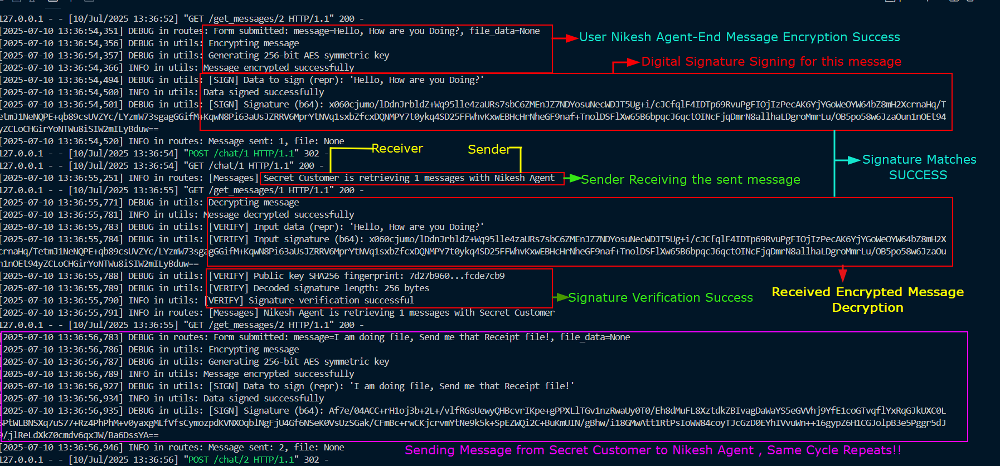 127.0.0.1 - - [10/Jul/2025 13:36:52] "GET /get_messages/2 HTTP/1.1" 200 -
[2025-07-10 13:36:54,351] DEBUG in routes: Form submitted: message=Hello, How are you Doing?, file_data=None
User Nikesh Agent-End Message Encryption Success
[2025-07-10 13:36:54,356] DEBUG in utils: Encrypting message
[2025-07-10 13:36:54,357] DEBUG in utils: Generating 256-bit AES symmetric key
Digital Signature Signing for this message
[2025-07-10 13:36:54,366] INFO in utils: Message encrypted successfully
[2025-07-10 13:36:54,494] DEBUG in utils: [SIGN] Data to sign (repr): 'Hello, How are you Doing?'
[2025-07-10 13:36:54,500] INFO in utils: Data signed successfully
[2025-07-10 13:36:54,501] DEBUG in utils: [SIGN] Signature (b64): x060cjumo/lDdnJrbldZ+Wq95lle4zaURs7sbC6ZMEnJZ7NDYosuNecWDJT5Ug+i/cJCfqlF4IDTp69RvuPgFIOjIzPecAK6YjYGoWeOYW64bZ8mH2XcrnaHq/T
etmJ1NeNQPE+qb89csUVZYc/LYzmW73sgagGGifM+KqwN8Pi63aUsJZRRV6MprYtNVq1sxbZfcxDQNMPY7t0ykq4SD25FFWhvKxwEBHcHrNheGF9naf+TnolDSFlXw65B6bpqcJ6qctOINcFjqDmrN8allhaLDgroMmrLu/OB5po58w6JzaOun1nOEt94
yZCLoCHGirYoNTWu8iSIW2mILyBduw==
[2025-07-10 13:36:54,520] INFO in routes: Message sent: 1, file: None
127.0.0.1 - - [10/Jul/2025 13:36:54] "POST /chat/1 HTTP/1.1" 302 -
Receiver
Sender
127.0.0.1 - - [10/Jul/2025 13:36:54] "GET /chat/1 HTTP/1.1" 200 -
Signature Matches
SUCCESS
[2025-07-10 13:36:55,251] INFO in routes: [Messages] Secret Customer is retrieving 1 messages with Nikesh Agent
Sender Receiving the sent message
127.0.0.1 - - [10/Jul/2025 13:36:55] "GET /get_messages/1 HTTP/1.1" 200 -
[2025-07-10 13:36:55,771] DEBUG in utils: Decrypting message
[2025-07-10 13:36:55,781] INFO in utils: Message decrypted successfully
[2025-07-10 13:36:55,783] DEBUG in utils: [VERIFY] Input data (repr): 'Hello, How are you Doing?'
[2025-07-10 13:36:55,784] DEBUG in utils: [VERIFY] Input signature (b64): x060cjumo/lDdnJrbldZ+Wq95lle4zaURs7sbC6ZMEnJZ7NDYosuNecWDJT5Ug+i/cJCfqlF4IDTp69RvuPgFIOjIzPecAK6YjYGoWeOYW64bZ8mH2X
crnaHq/TetmJ1NeNQPE+qb89csUVZYc/LYzmW73sgagGGifM+KqwN8Pi63aUsJZRRV6MprYtNVq1sxbZfcxDQNMPY7t0ykq4SD25FFWhvKxwEBHcHrNheGF9naf+TnolDSFlXw65B6bpqcJ6qctOINcFjqDmrN8allhaLDgroMmrLu/OB5po58w6JzaOu
n1nOEt94yZCLoCHGirYoNTWu8iSIW2mILyBduw==
[2025-07-10 13:36:55,788] DEBUG in utils: [VERIFY] Public key SHA256 fingerprint: 7d27b960...fcde7cb9
[2025-07-10 13:36:55,789] DEBUG in utils: [VERIFY] Decoded signature length: 256 bytes
[2025-07-10 13:36:55,790] INFO in utils: [VERIFY] Signature verification successful
Signature Verification Success
Received Encrypted Message
Decryption
[2025-07-10 13:36:55,791] INFO in routes: [Messages] Nikesh Agent is retrieving 1 messages with Secret Customer
127.0.0.1 - - [10/Jul/2025 13:36:55] "GET /get_messages/2 HTTP/1.1" 200 -
[2025-07-10 13:36:56,783] DEBUG in routes: Form submitted: message=I am doing file, Send me that Receipt file!, file_data=None
[2025-07-10 13:36:56,786] DEBUG in utils: Encrypting message
[2025-07-10 13:36:56,787] DEBUG in utils: Generating 256-bit AES symmetric key
[2025-07-10 13:36:56,789] INFO in utils: Message encrypted successfully
[2025-07-10 13:36:56,927] DEBUG in utils: [SIGN] Data to sign (repr): 'I am doing file, Send me that Receipt file!'
[2025-07-10 13:36:56,934] INFO in utils: Data signed successfully
[2025-07-10 13:36:56,935] DEBUG in utils: [SIGN] Signature (b64): Af7e/04ACC+rH1oj3b+2L+/vlfRGsUewyQHBcvrIKpe+gPPXLlTGv1nzRwaUy0T0/Eh8dMuFL8XztdkZBIvagDaWaYS5eGVVhj9YfE1coGTvqflYxRqGJkUXC0L
SPtWLBNSXq7uS77+Rz4PhPhM+v0yaxgMLfVfsCymozpdKVNXOqblNgFjU4Gf6NSeK0VsUzSGak/CFmBc+rwCKjcrvmYtNe9k5k+SpEZWQi2C+BuKmUIN/gBhw/i18GMwAtt1RtPsIoWW84coyTJcGzD0EYhIVvuWn++16gypZ6H1CGJolpB3e5Pggr5dJ
9/jlReLdXkZ0cmdv6qxJW/Ba6DssYA==
[2025-07-10 13:36:56,946] INFO in routes: Message sent: 2, file: None
Sending Message from Secret Customer to Nikesh Agent , Same Cycle Repeats!!
127.0.0.1 - - [10/Jul/2025 13:36:56] "POST /chat/2 HTTP/1.1" 302 -